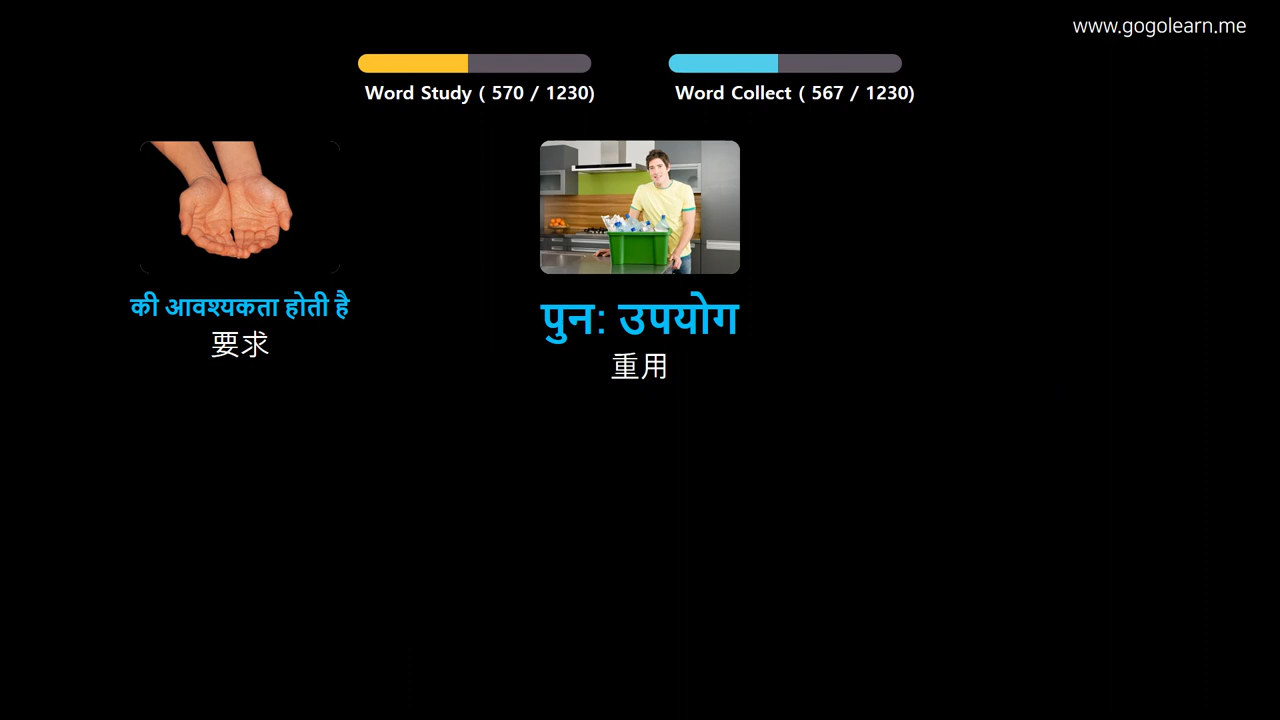 www.gogolearn.me
Word Study ( 570 / 1230)
Word Collect ( 567 / 1230)
की आवश्यकता होती है
要求
पुन: उपयोग
重用